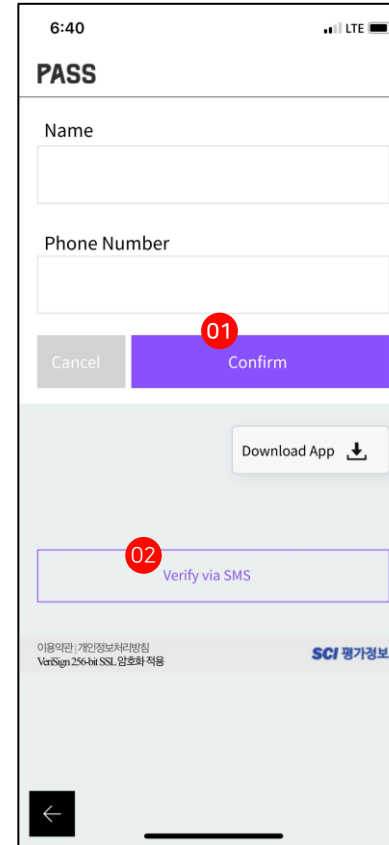 6:40 LTE
PASS
Name
Phone Number
01
Cancel Confirm
Download App
02
Verify via SMS
이용약관 | 개인정보처리방침
VeriSign 256-bit SSL 암호화 적용
SCI 평가정보